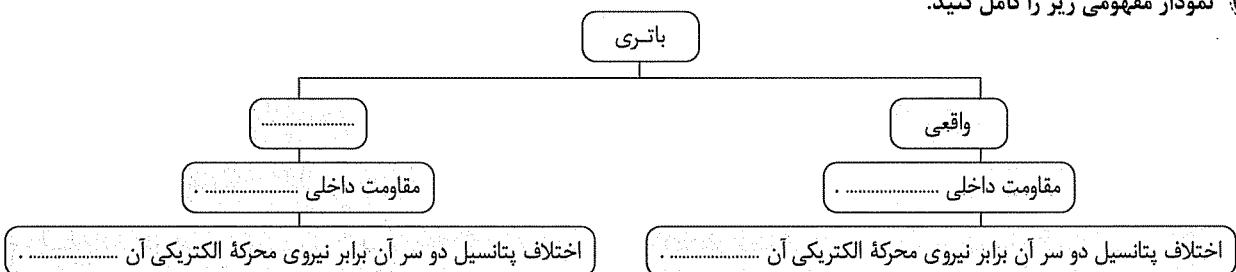 نمودار مفهومی زیر را کامل کنید.
باتـری
واقعی
....................
مقاومت داخلی .................... .
مقاومت داخلی .................... .
اختلاف پتانسیل دو سر آن برابر نیروی محرکهٔ الکتریکی آن .................... .
اختلاف پتانسیل دو سر آن برابر نیروی محرکهٔ الکتریکی آن .................... .